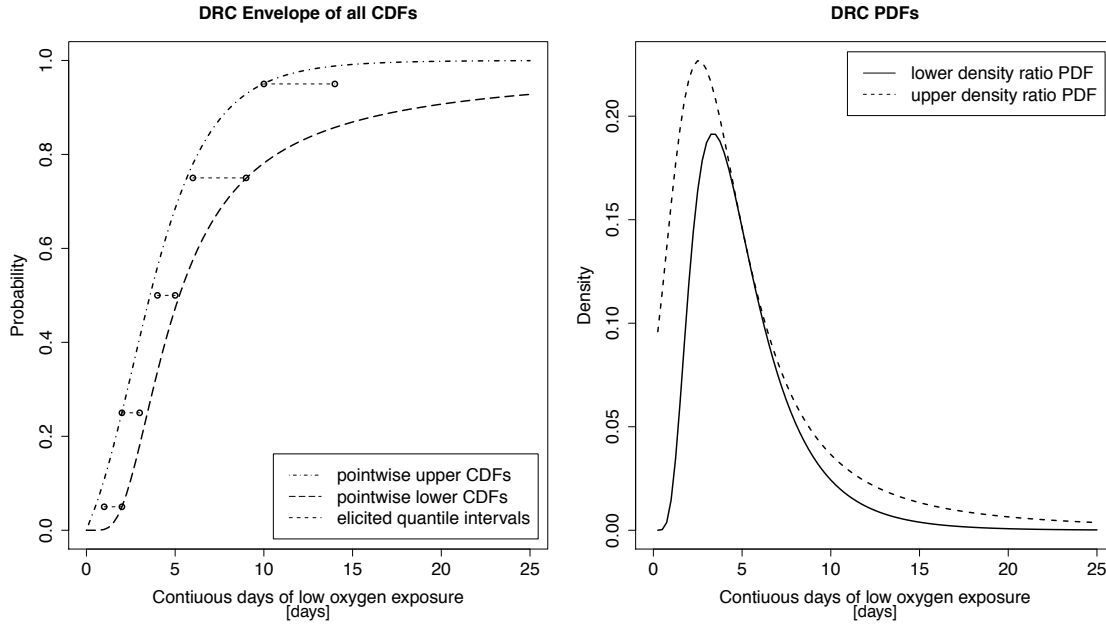 DRC Envelope of all CDFs
Probability
1.0
0.8
0.6
0.4
0.2
0.0
pointwise upper CDFs
pointwise lower CDFs
elicited quantile intervals
0 5 10 15 20 25
Contiuous days of low oxygen exposure
[days]
DRC PDFs
Density
0.20
0.15
0.10
0.05
0.00
lower density ratio PDF
upper density ratio PDF
0 5 10 15 20 25
Contiuous days of low oxygen exposure
[days]